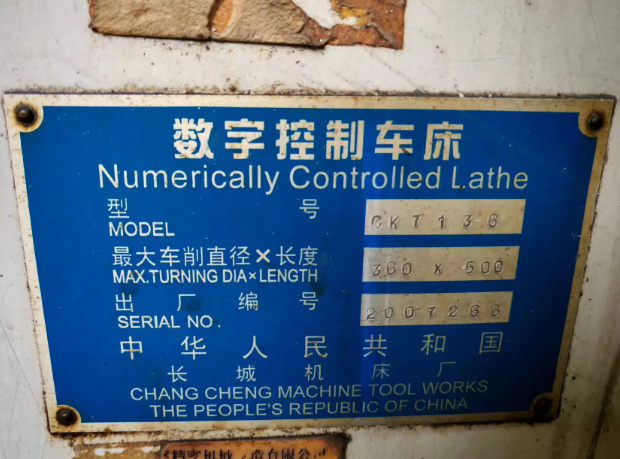 数字控制车床
Numerically Controlled Lathe
型 号
MODEL
CK7136
最大车削直径×长度
MAX.TURNING DIA×LENGTH
360 X 500
出厂编号
SERIAL NO.
2007266
中华人民共和国
长城机床厂
CHANG CHENG MACHINE TOOL WORKS
THE PEOPLE'S REPUBLIC OF CHINA